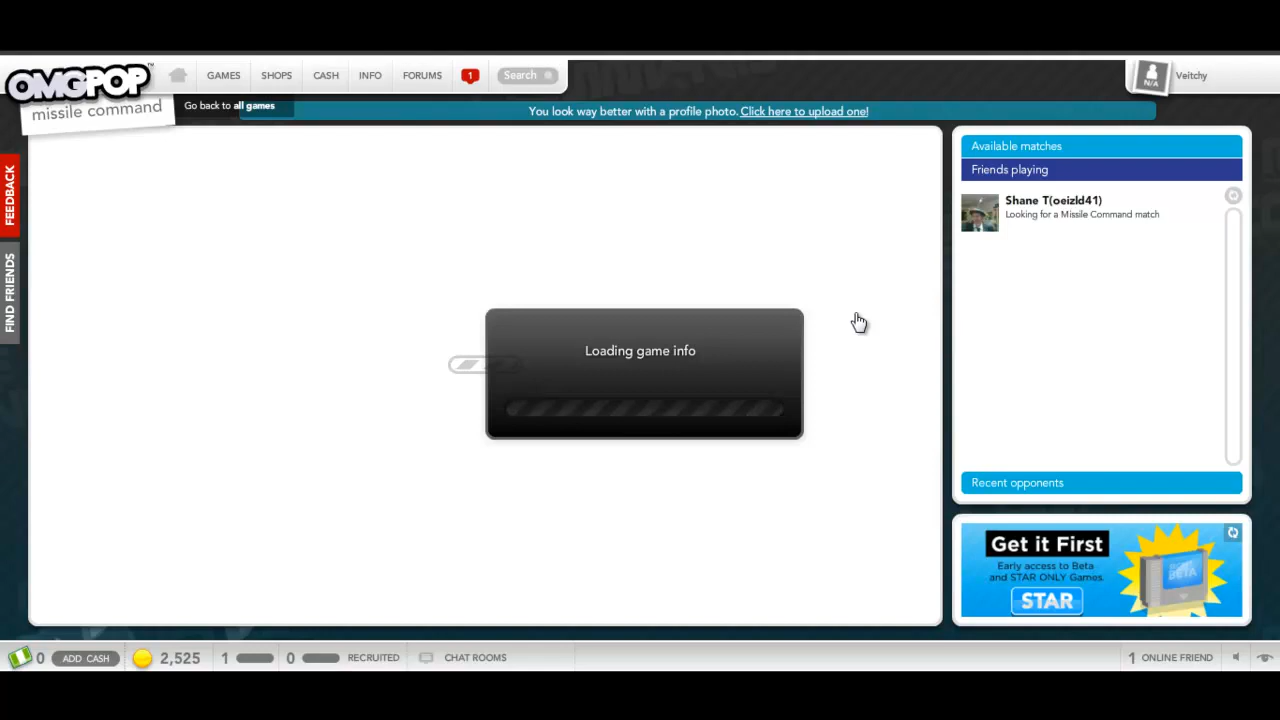 OMGPOP™
GAMES SHOPS CASH INFO FORUMS 1 Search
N/A
Veitchy
missile command
Go back to all games
You look way better with a profile photo. Click here to upload one!
FEEDBACK
FIND FRIENDS
Loading game info
Available matches
Friends playing
Shane T(oeizld41)
Looking for a Missile Command match
Recent opponents
Get it First
Early access to Beta
and STAR ONLY Games.
STAR
BETA
0 ADD CASH 2,525 1 0 RECRUITED CHAT ROOMS 1 ONLINE FRIEND